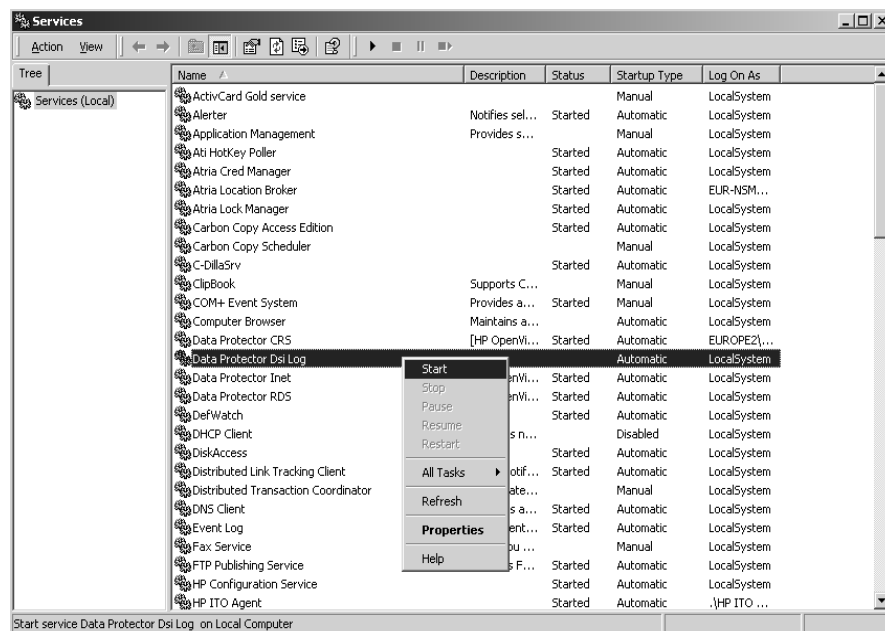 Services
Action View
Tree
Services (Local)
Name Description Status Startup Type Log On As
ActivCard Gold service Manual LocalSystem
Alerter Notifies sel... Started Automatic LocalSystem
Application Management Provides s... Manual LocalSystem
Ati HotKey Poller Started Automatic LocalSystem
Atria Cred Manager Started Automatic LocalSystem
Atria Location Broker Started Automatic EUR-NSM...
Atria Lock Manager Started Automatic LocalSystem
Carbon Copy Access Edition Started Automatic LocalSystem
Carbon Copy Scheduler Manual LocalSystem
C-DillaSrv Started Automatic LocalSystem
ClipBook Supports C... Manual LocalSystem
COM+ Event System Provides a... Started Manual LocalSystem
Computer Browser Maintains a... Automatic LocalSystem
Data Protector CRS [HP OpenVi... Started Automatic EUROPE2\...
Data Protector Dsi Log Automatic LocalSystem
Data Protector Inet enVi... Started Automatic LocalSystem
Data Protector RDS enVi... Started Automatic LocalSystem
DefWatch Started Automatic LocalSystem
DHCP Client s n... Disabled LocalSystem
DiskAccess Started Automatic LocalSystem
Distributed Link Tracking Client otif... Started Automatic LocalSystem
Distributed Transaction Coordinator ate... Manual LocalSystem
DNS Client s a... Started Automatic LocalSystem
Event Log ent... Started Automatic LocalSystem
Fax Service ou ... Manual LocalSystem
FTP Publishing Service s F... Started Automatic LocalSystem
HP Configuration Service Started Automatic LocalSystem
HP ITO Agent Started Automatic .\HP ITO ...
Start
Stop
Pause
Resume
Restart
All Tasks
Refresh
Properties
Help
Start service Data Protector Dsi Log on Local Computer